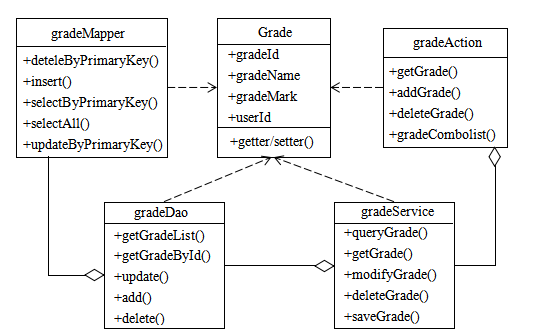 gradeMapper
+deteleByPrimaryKey()
+insert()
+selectByPrimaryKey()
+selectAll()
+updateByPrimaryKey()
Grade
+gradeId
+gradeName
+gradeMark
+userId
+getter/setter()
gradeAction
+getGrade()
+addGrade()
+deleteGrade()
+gradeCombolist()
gradeDao
+getGradeList()
+getGradeById()
+update()
+add()
+delete()
gradeService
+queryGrade()
+getGrade()
+modifyGrade()
+deleteGrade()
+saveGrade()